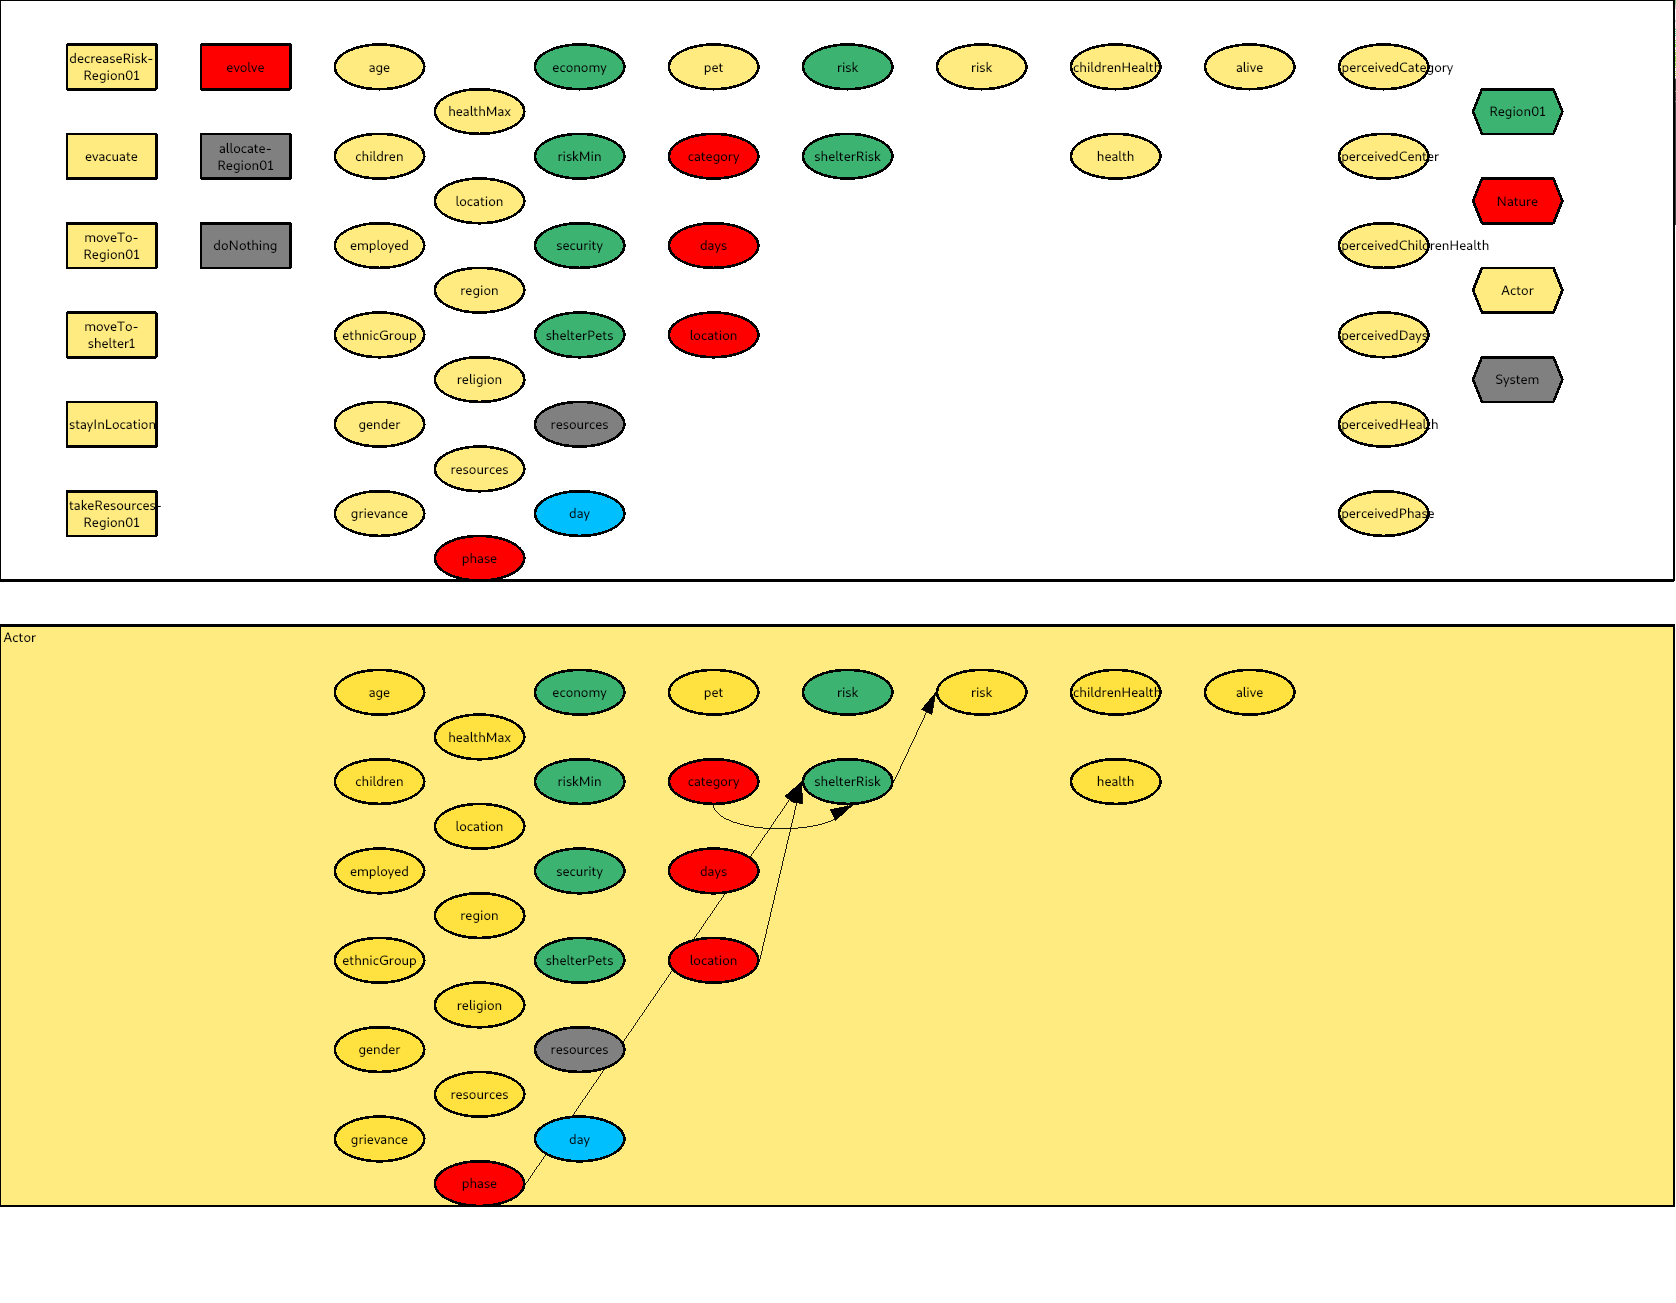 decreaseRisk-
Region01
evolve
age
economy
pet
risk
risk
childrenHealth
alive
perceivedCategory
healthMax
Region01
evacuate
allocate-
Region01
children
riskMin
category
shelterRisk
health
perceivedCenter
location
Nature
moveTo-
Region01
doNothing
employed
security
days
perceivedChildrenHealth
region
Actor
moveTo-
shelter1
ethnicGroup
shelterPets
location
perceivedDays
religion
System
stayInLocation
gender
resources
perceivedHealth
resources
takeResources-
Region01
grievance
day
perceivedPhase
phase
Actor
age
economy
pet
risk
risk
childrenHealth
alive
healthMax
children
riskMin
category
shelterRisk
health
location
employed
security
days
region
ethnicGroup
shelterPets
location
religion
gender
resources
resources
grievance
day
phase